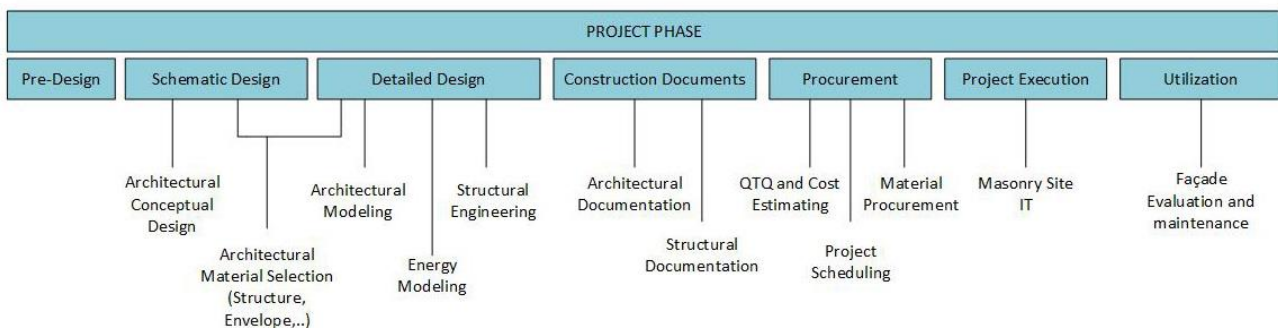 PROJECT PHASE
Pre-Design
Schematic Design
Detailed Design
Construction Documents
Procurement
Project Execution
Utilization
Architectural
Conceptual
Design
Architectural
Material Selection
(Structure,
Envelope,..)
Architectural
Modeling
Energy
Modeling
Structural
Engineering
Architectural
Documentation
Structural
Documentation
QTQ and Cost
Estimating
Project
Scheduling
Material
Procurement
Masonry Site
IT
Façade
Evaluation and
maintenance